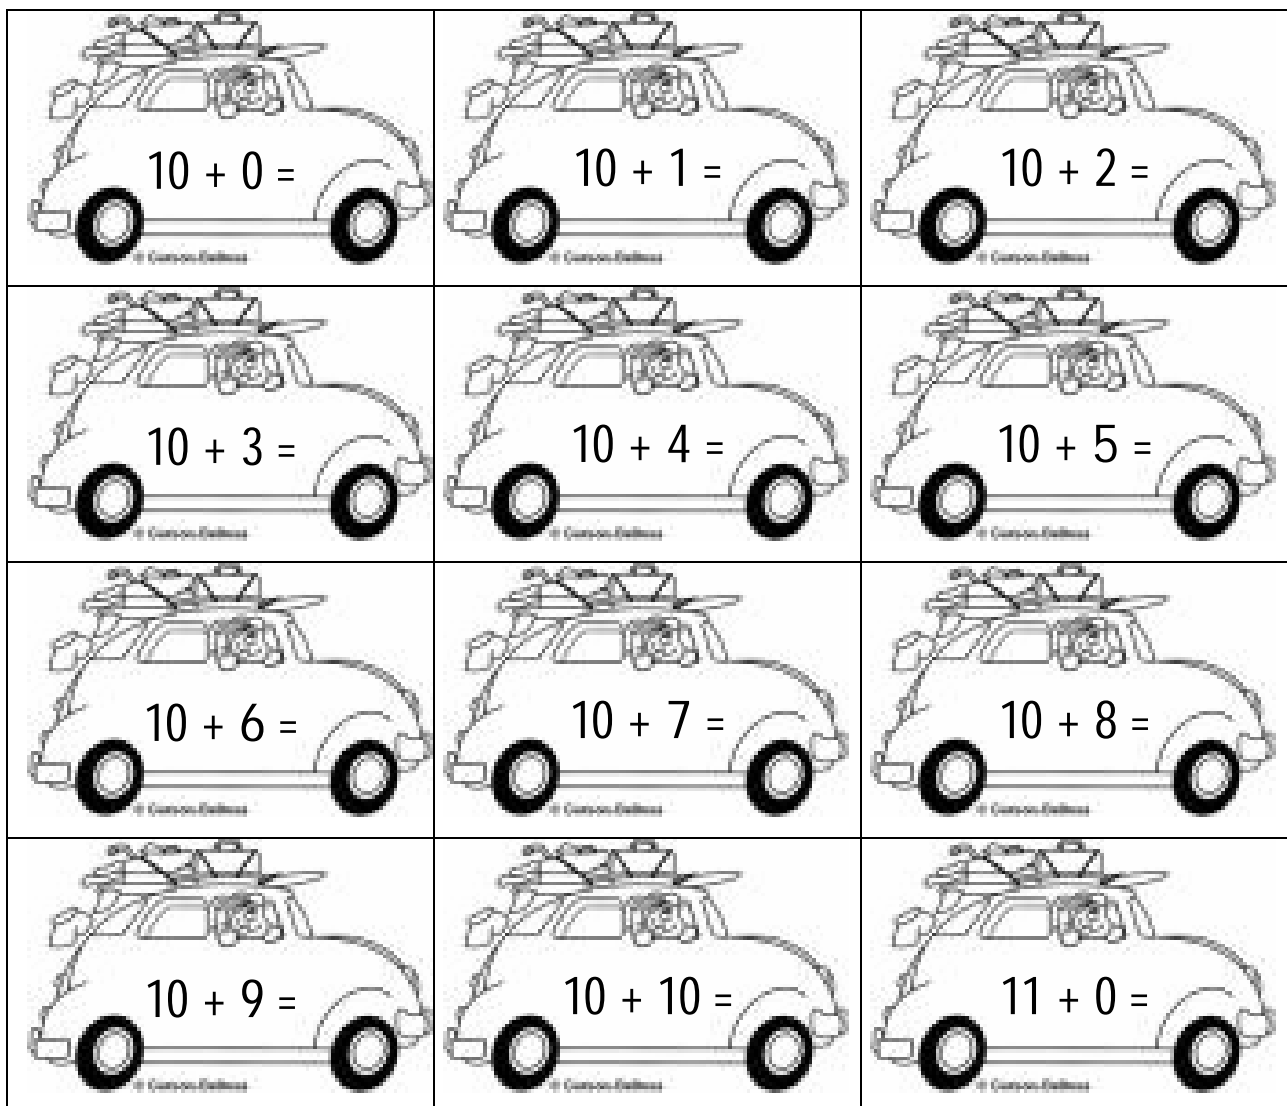 10 + 0 =
10 + 1 =
10 + 2 =
10 + 3 =
10 + 4 =
10 + 5 =
10 + 6 =
10 + 7 =
10 + 8 =
10 + 9 =
10 + 10 =
11 + 0 =